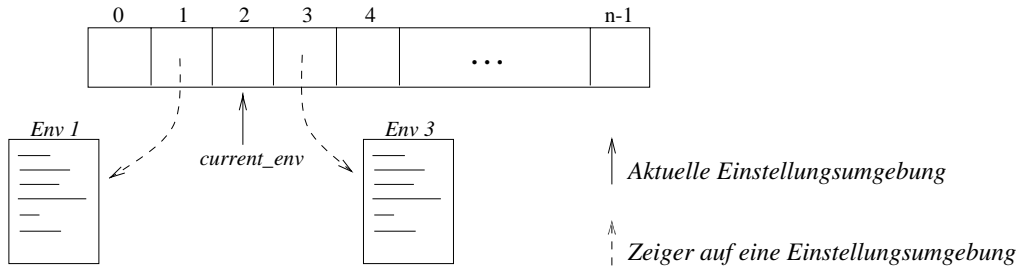 0 1 2 3 4 n-1
...
Env 1 Env 3
current_env
Aktuelle Einstellungsumgebung
Zeiger auf eine Einstellungsumgebung